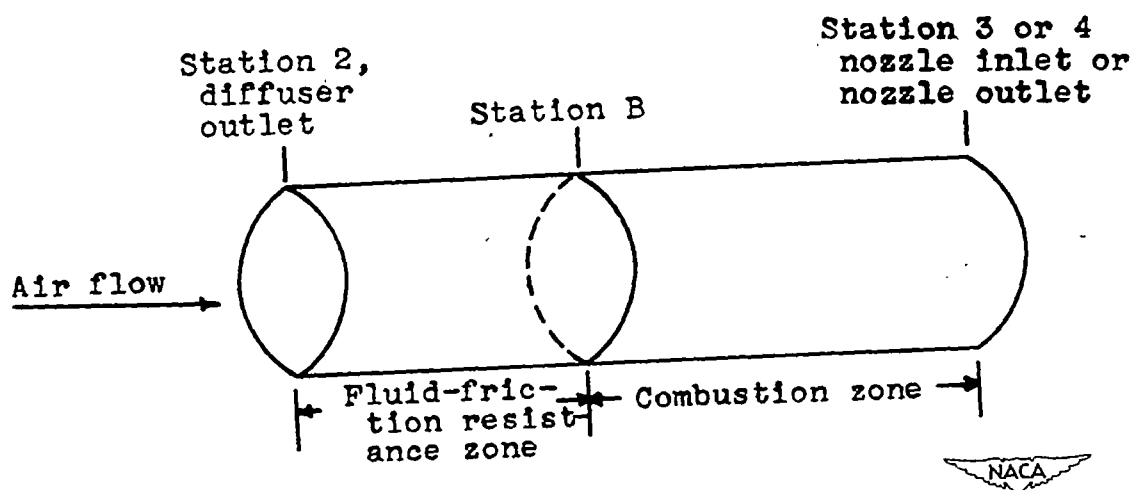 Station 2,
diffuser
outlet
Station B
Station 3 or 4
nozzle inlet or
nozzle outlet
Air flow
Fluid-fric-
tion resist-
ance zone
Combustion zone
NACA